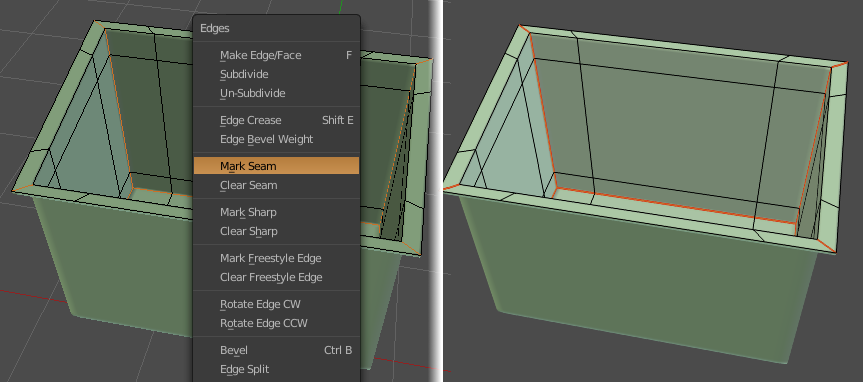 Edges
Make Edge/Face F
Subdivide
Un-Subdivide
Edge Crease Shift E
Edge Bevel Weight
Mark Seam
Clear Seam
Mark Sharp
Clear Sharp
Mark Freestyle Edge
Clear Freestyle Edge
Rotate Edge CW
Rotate Edge CCW
Bevel Ctrl B
Edge Split